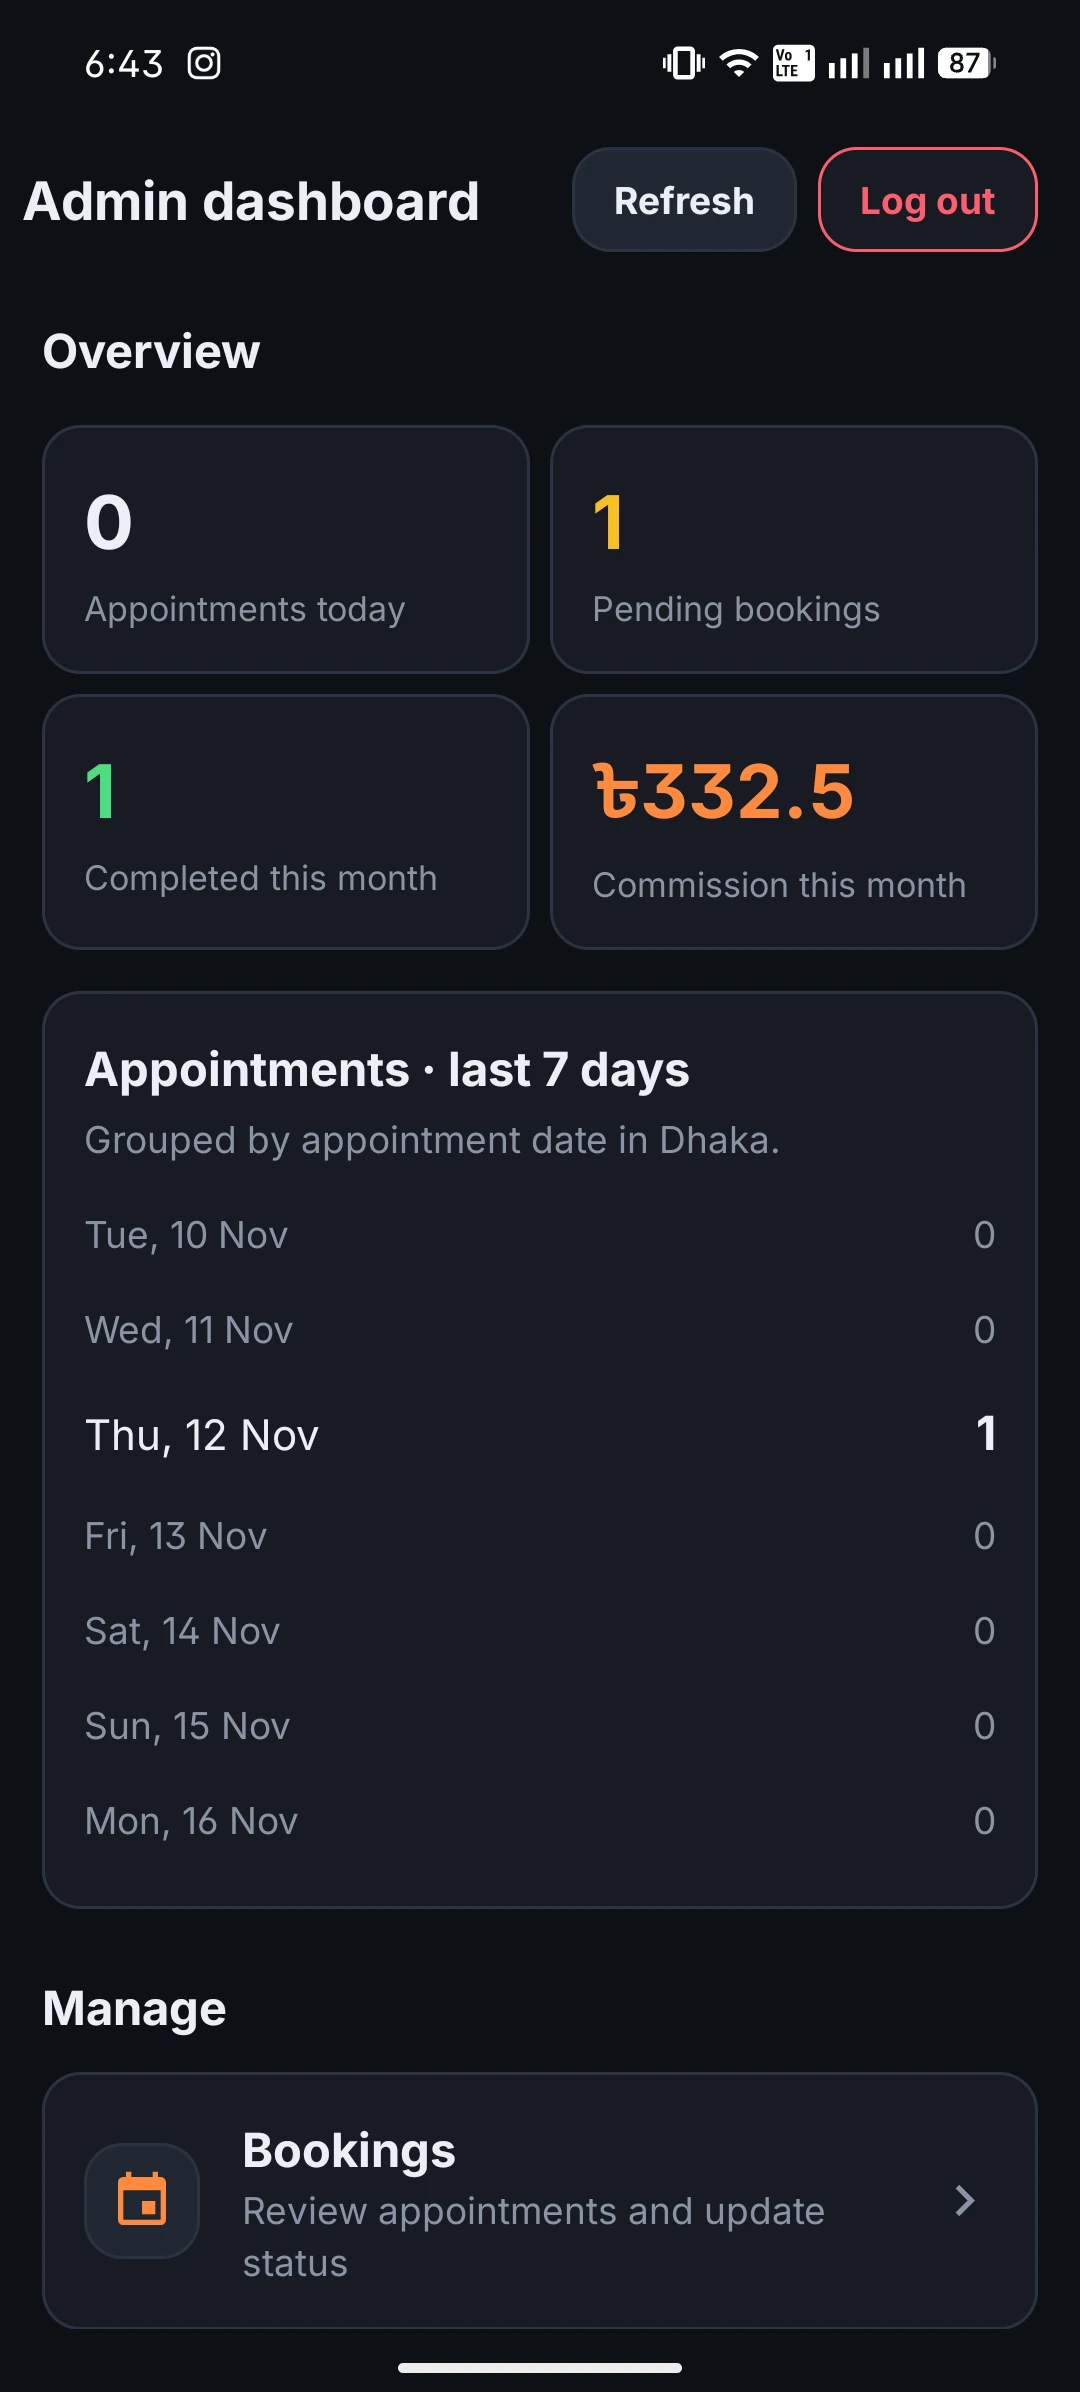 6:43
Vo 1
LTE
87
Admin dashboard
Refresh
Log out
Overview
0
Appointments today
1
Pending bookings
1
Completed this month
৳332.5
Commission this month
Appointments · last 7 days
Grouped by appointment date in Dhaka.
Tue, 10 Nov 0
Wed, 11 Nov 0
Thu, 12 Nov 1
Fri, 13 Nov 0
Sat, 14 Nov 0
Sun, 15 Nov 0
Mon, 16 Nov 0
Manage
Bookings
Review appointments and update
status